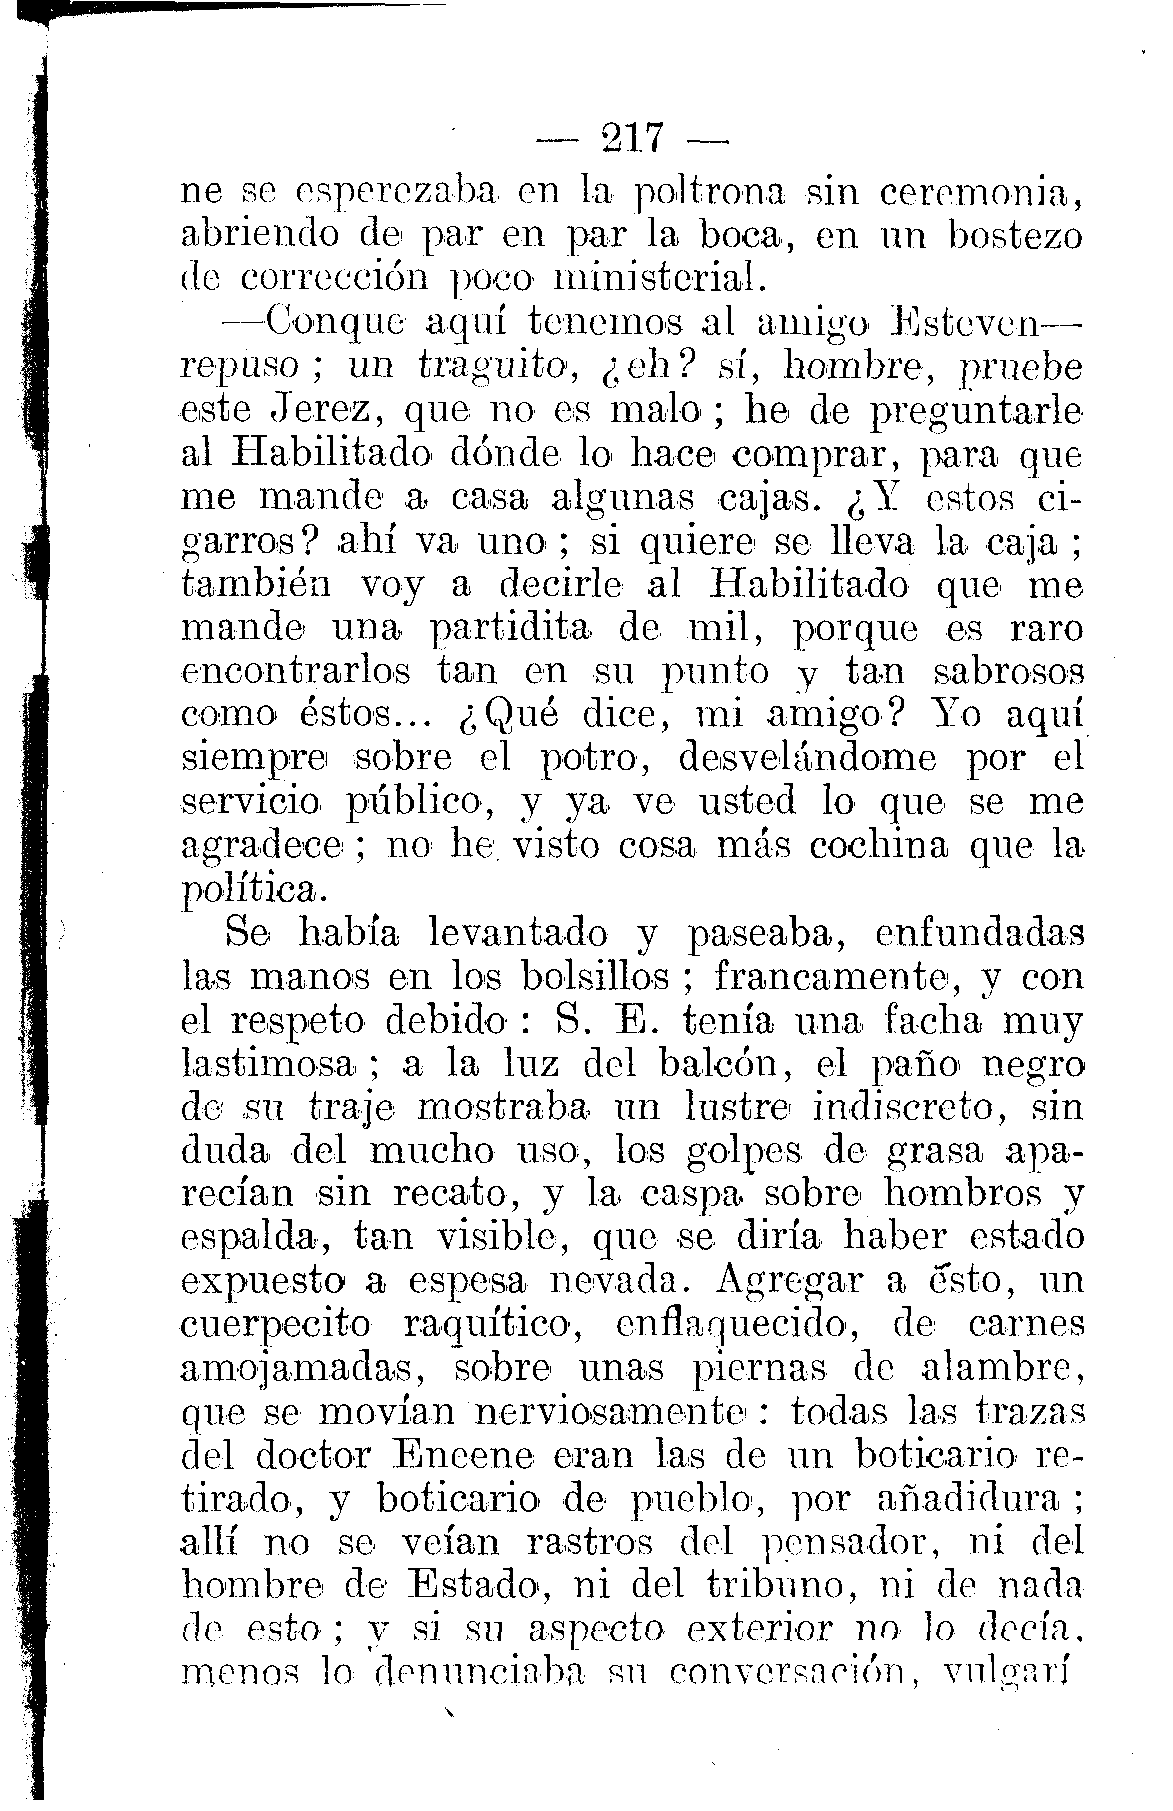 — 217 —
ne se esperezaba en la poltrona sin ceremonia,
abriendo de par en par la boca, en un bostezo
de corrección poco ministerial.
—Conque aquí tenemos al amigo Esteven—
repuso ; un traguito, ¿eh? sí, hombre, pruebe
este Jerez, que no es malo ; he de preguntarle
al Habilitado dónde lo hace comprar, para que
me mande a casa algunas cajas. ¿Y estos ci-
garros? ahí va uno ; si quiere se lleva la caja ;
también voy a decirle al Habilitado que me
mande una partidita de mil, porque es raro
encontrarlos tan en su punto y tan sabrosos
como éstos... ¿Qué dice, mi amigo? Yo aquí
siempre sobre el potro, desvelándome por el
servicio público, y ya ve usted lo que se me
agradece ; no he visto cosa más cochina que la
política.
Se había levantado y paseaba, enfundadas
las manos en los bolsillos ; francamente, y con
el respeto debido : S. E. tenía una facha muy
lastimosa ; a la luz del balcón, el paño negro
de su traje mostraba un lustre indiscreto, sin
duda del mucho uso, los golpes de grasa apa-
recían sin recato, y la caspa sobre hombros y
espalda, tan visible, que se diría haber estado
expuesto a espesa nevada. Agregar a ésto, un
cuerpecito raquítico, enflaquecido, de carnes
amojamadas, sobre unas piernas de alambre,
que se movían nerviosamente : todas las trazas
del doctor Eneene eran las de un boticario re-
tirado, y boticario de pueblo, por añadidura ;
allí no se veían rastros del pensador, ni del
hombre de Estado, ni del tribuno, ni de nada
de esto ; y si su aspecto exterior no lo decía,
menos lo denunciaba su conversación, vulgarí